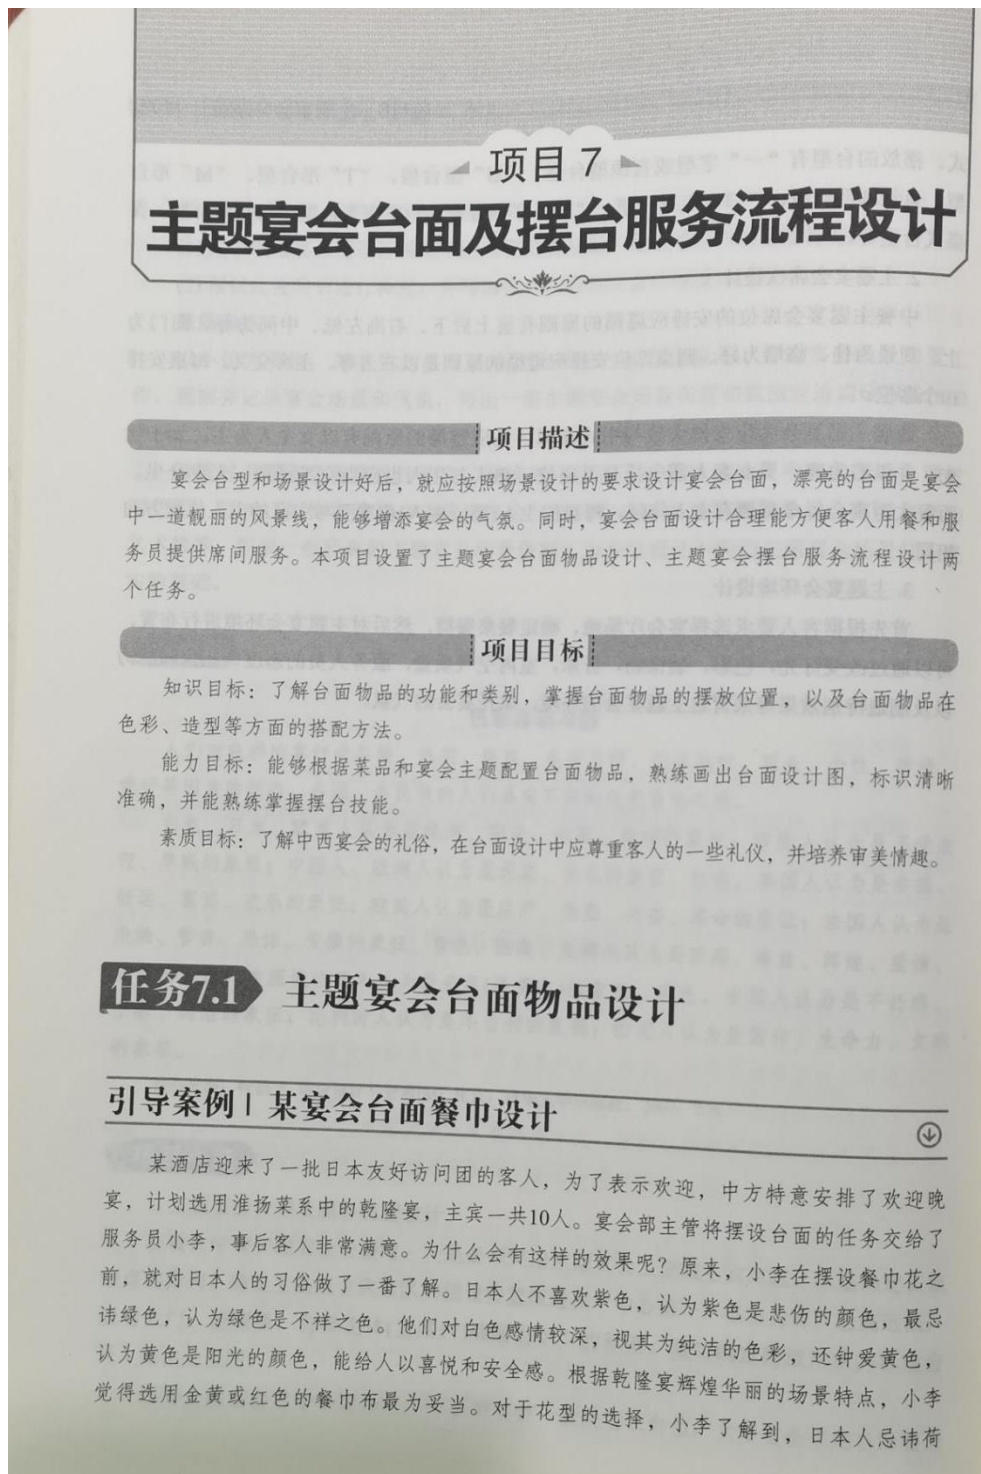 项目7
主题宴会台面及摆台服务流程设计
项目描述
宴会台型和场景设计好后，就应按照场景设计的要求设计宴会台面，漂亮的台面是宴会
中一道靓丽的风景线，能够增添宴会的气氛。同时，宴会台面设计合理能方便客人用餐和服
务员提供席间服务。本项目设置了主题宴会台面物品设计、主题宴会摆台服务流程设计两
个任务。
项目目标
知识目标：了解台面物品的功能和类别，掌握台面物品的摆放位置，以及台面物品在
色彩、造型等方面的搭配方法。
能力目标：能够根据菜品和宴会主题配置台面物品，熟练画出台面设计图，标识清晰
准确，并能熟练掌握摆台技能。
素质目标：了解中西宴会的礼俗，在台面设计中应尊重客人的一些礼仪，并培养审美情趣。
任务7.1 主题宴会台面物品设计
引导案例 | 某宴会台面餐巾设计
某酒店迎来了一批日本友好访问团的客人，为了表示欢迎，中方特意安排了欢迎晚
宴，计划选用淮扬菜系中的乾隆宴，主宾一共10人。宴会部主管将摆设台面的任务交给了
服务员小李，事后客人非常满意。为什么会有这样的效果呢？原来，小李在摆设餐巾花之
前，就对日本人的习俗做了一番了解。日本人不喜欢紫色，认为紫色是悲伤的颜色，最忌
讳绿色，认为绿色是不祥之色。他们对白色感情较深，视其为纯洁的色彩，还钟爱黄色，
认为黄色是阳光的颜色，能给人以喜悦和安全感。根据乾隆宴辉煌华丽的场景特点，小李
觉得选用金黄或红色的餐巾布最为妥当。对于花型的选择，小李了解到，日本人忌讳荷